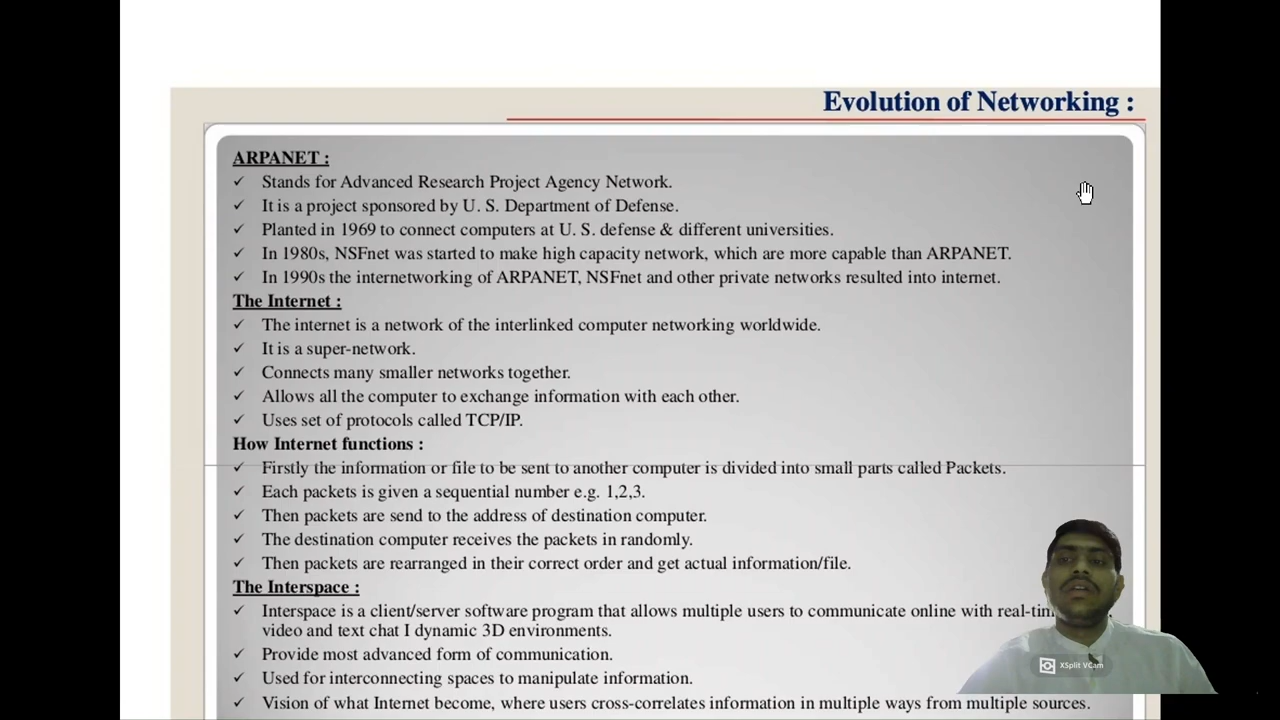 Evolution of Networking :
ARPANET :
✓ Stands for Advanced Research Project Agency Network.
✓ It is a project sponsored by U. S. Department of Defense.
✓ Planted in 1969 to connect computers at U. S. defense & different universities.
✓ In 1980s, NSFnet was started to make high capacity network, which are more capable than ARPANET.
✓ In 1990s the internetworking of ARPANET, NSFnet and other private networks resulted into internet.
The Internet :
✓ The internet is a network of the interlinked computer networking worldwide.
✓ It is a super-network.
✓ Connects many smaller networks together.
✓ Allows all the computer to exchange information with each other.
✓ Uses set of protocols called TCP/IP.
How Internet functions :
✓ Firstly the information or file to be sent to another computer is divided into small parts called Packets.
✓ Each packets is given a sequential number e.g. 1,2,3.
✓ Then packets are send to the address of destination computer.
✓ The destination computer receives the packets in randomly.
✓ Then packets are rearranged in their correct order and get actual information/file.
The Interspace :
✓ Interspace is a client/server software program that allows multiple users to communicate online with
video and text chat I dynamic 3D environments.
✓ Provide most advanced form of communication.
✓ Used for interconnecting spaces to manipulate information.
✓ Vision of what Internet become, where users cross-correlates information in multiple ways from multiple sources.
XSplit VCam